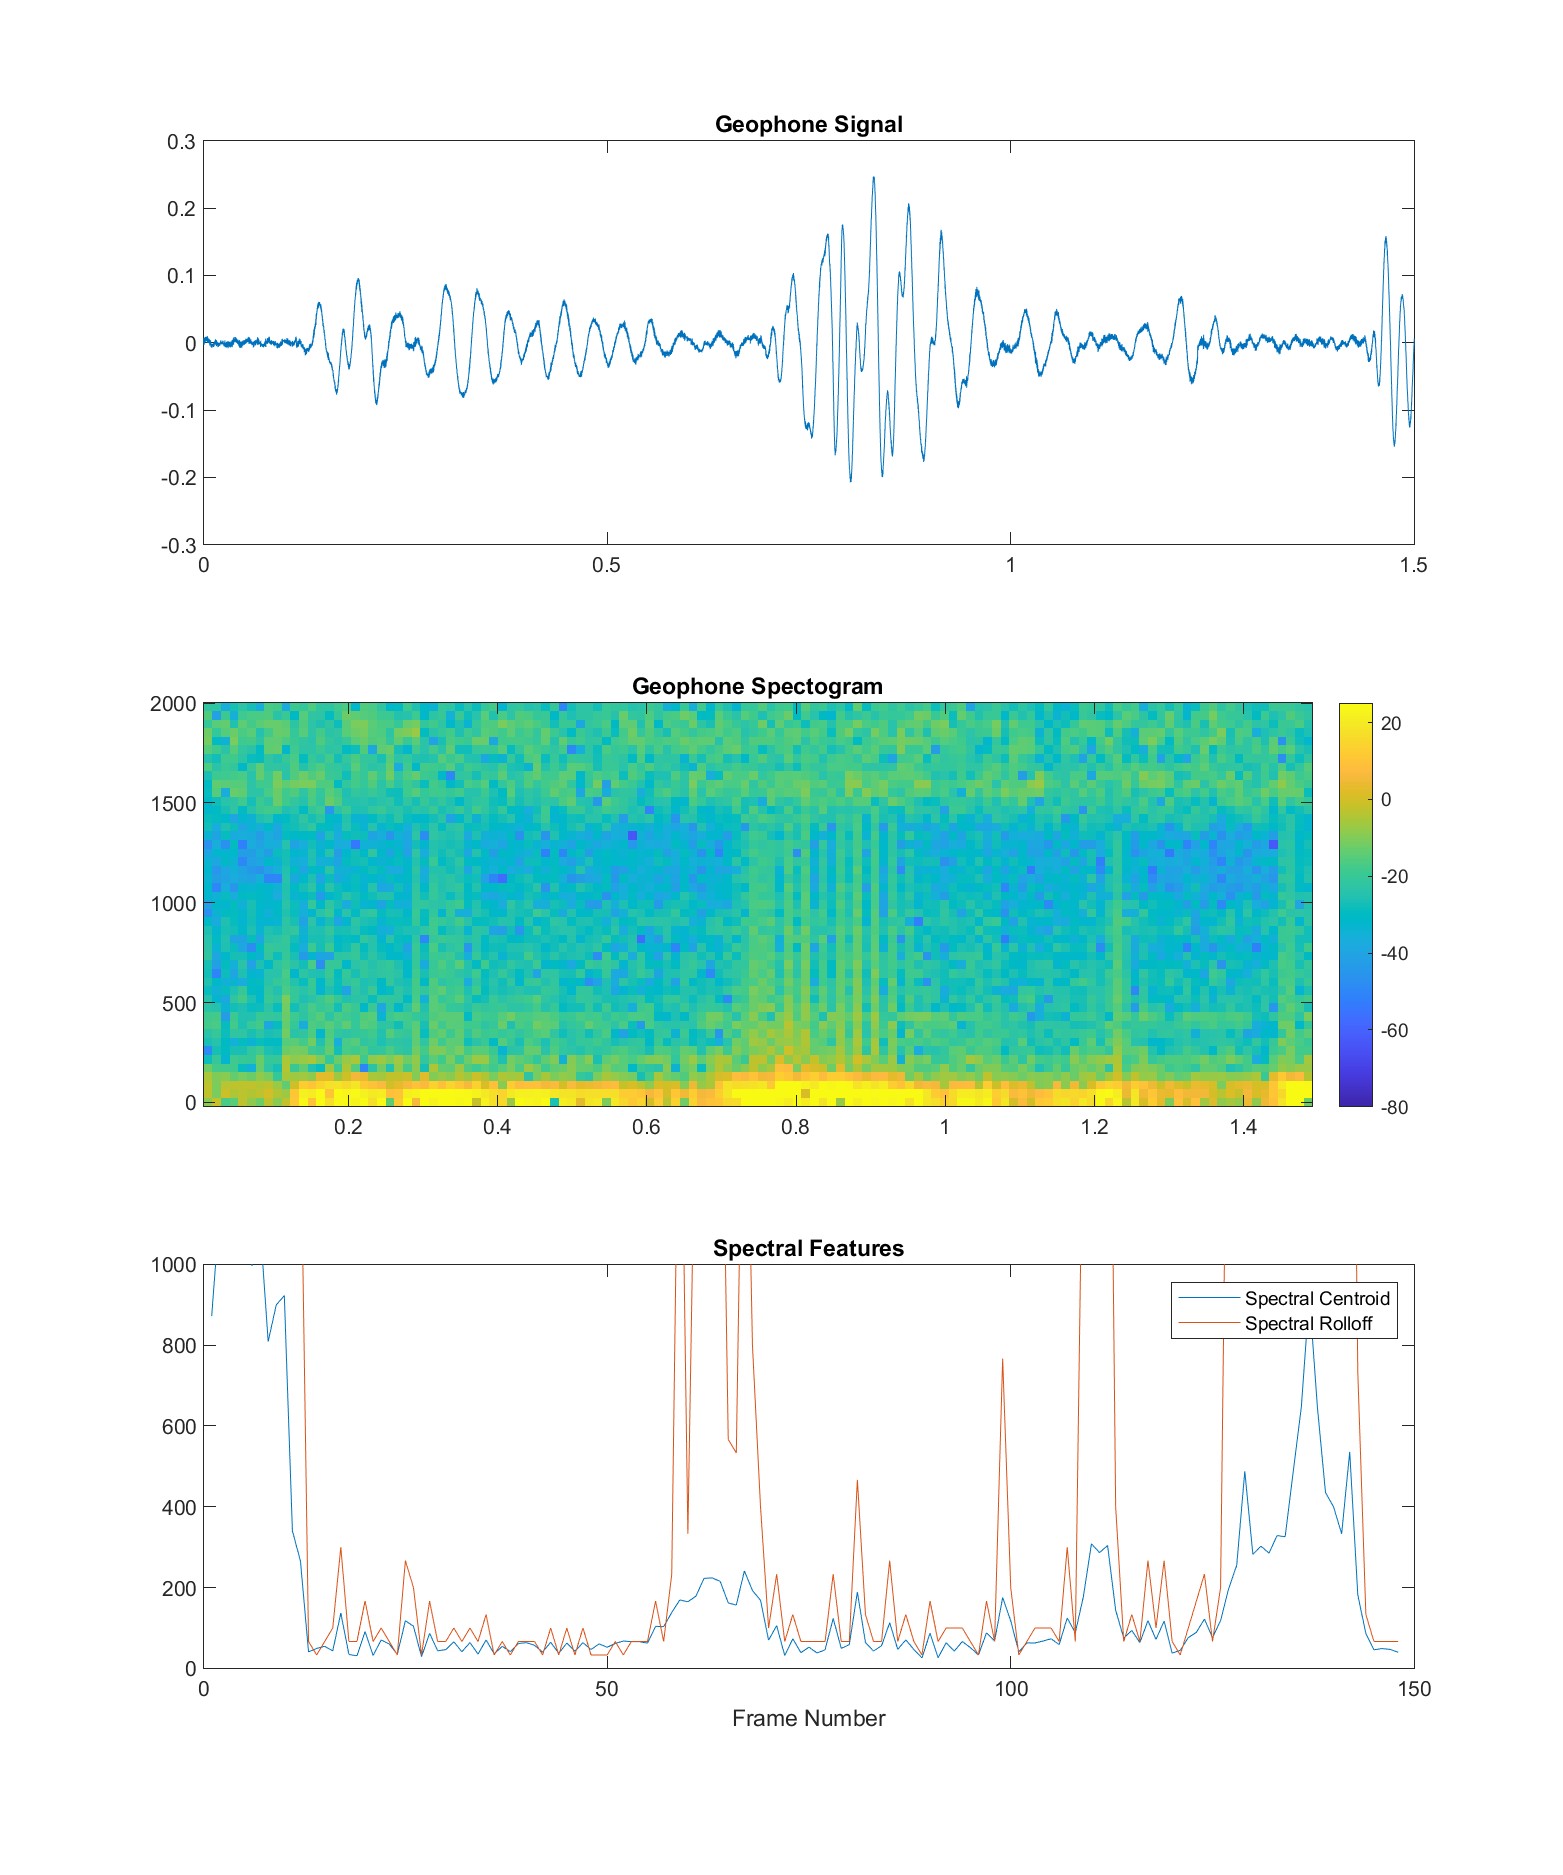 Geophone Signal
0.3
0.2
0.1
0
-0.1
-0.2
-0.3
0 0.5 1 1.5
Geophone Spectogram
2000
1500
1000
500
0
0.2 0.4 0.6 0.8 1 1.2 1.4
20
0
-20
-40
-60
-80
Spectral Features
1000
800
600
400
200
0
0 50 100 150
Spectral Centroid
Spectral Rolloff
Frame Number